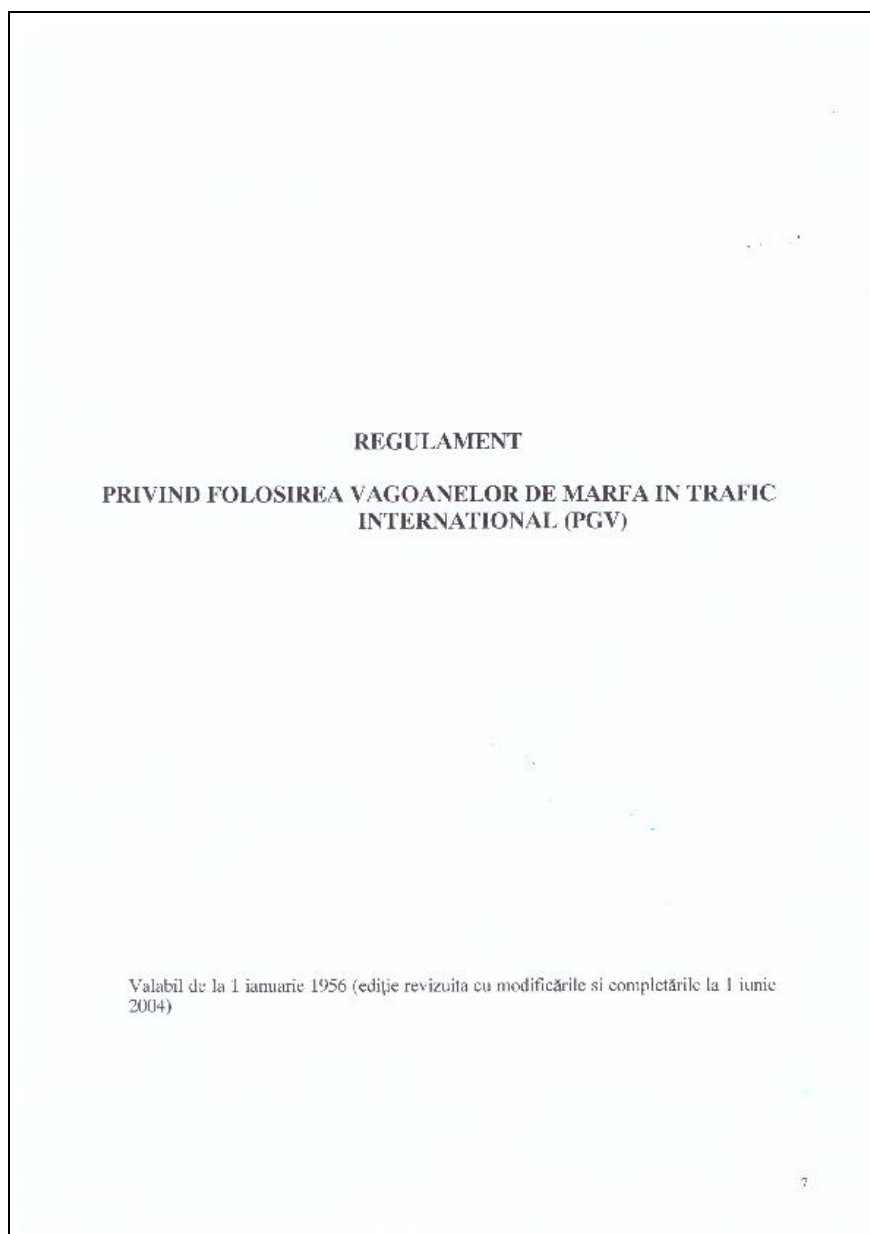 REGULAMENT
PRIVIND FOLOSIREA VAGOANELOR DE MARFA IN TRAFIC
INTERNATIONAL (PGV)
Valabil de la 1 ianuarie 1956 (ediţie revizuita cu modificările si completările la 1 iunie
2004)
7